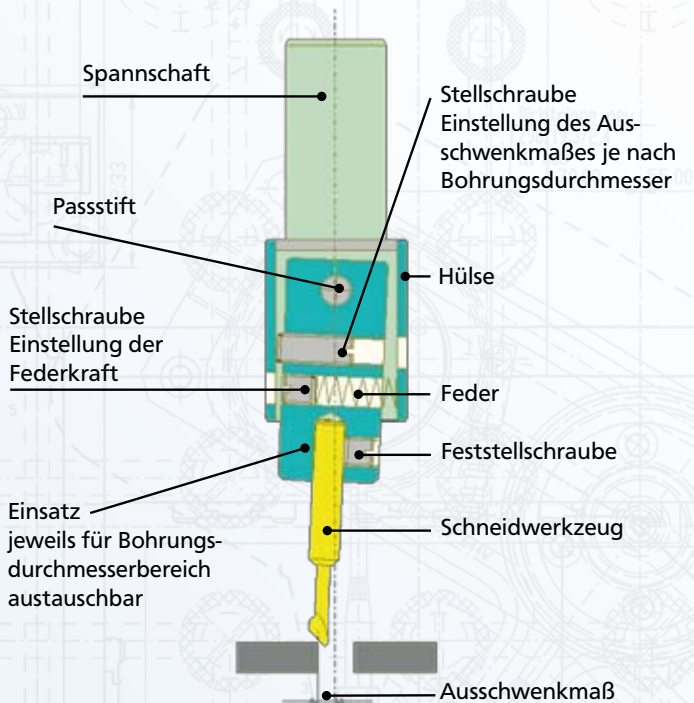 Spannschaft
Stellschraube
Einstellung des Aus-
schwenkmaßes je nach
Bohrungsdurchmesser
Passstift
Hülse
Stellschraube
Einstellung der
Federkraft
Feder
Feststellschraube
Einsatz
jeweils für Bohrungs-
durchmesserbereich
austauschbar
Schneidwerkzeug
Ausschwenkmaß